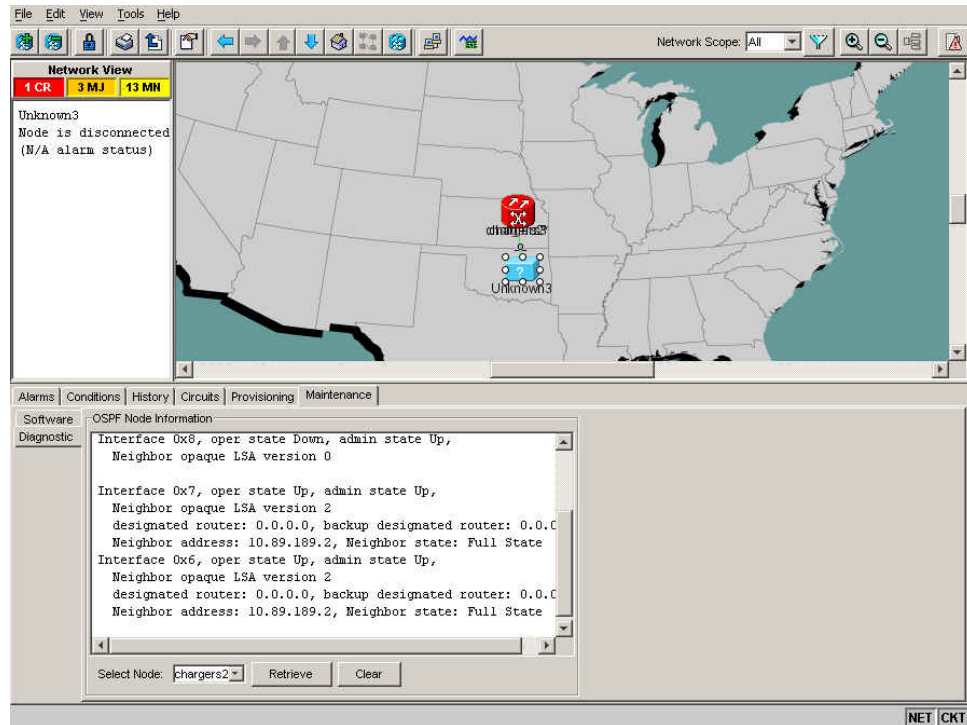 File Edit View Tools Help
Network Scope: All
Network View
1 CR 3 MJ 13 MN
Unknown3
Node is disconnected
(N/A alarm status)
?
Unknown3
Alarms Conditions History Circuits Provisioning Maintenance
Software
Diagnostic
OSPF Node Information
Interface 0x8, oper state Down, admin state Up,
Neighbor opaque LSA version 0
Interface 0x7, oper state Up, admin state Up,
Neighbor opaque LSA version 2
designated router: 0.0.0.0, backup designated router: 0.0.0
Neighbor address: 10.89.189.2, Neighbor state: Full State
Interface 0x6, oper state Up, admin state Up,
Neighbor opaque LSA version 2
designated router: 0.0.0.0, backup designated router: 0.0.0
Neighbor address: 10.89.189.2, Neighbor state: Full State
Select Node: chargers2 Retrieve Clear
NET CKT